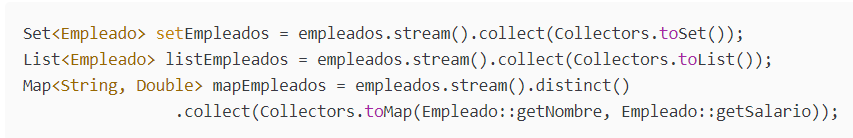 Set<Empleado> setEmpleados = empleados.stream().collect(Collectors.toSet());
List<Empleado> listEmpleados = empleados.stream().collect(Collectors.toList());
Map<String, Double> mapEmpleados = empleados.stream().distinct()
.collect(Collectors.toMap(Empleado::getNombre, Empleado::getSalario));